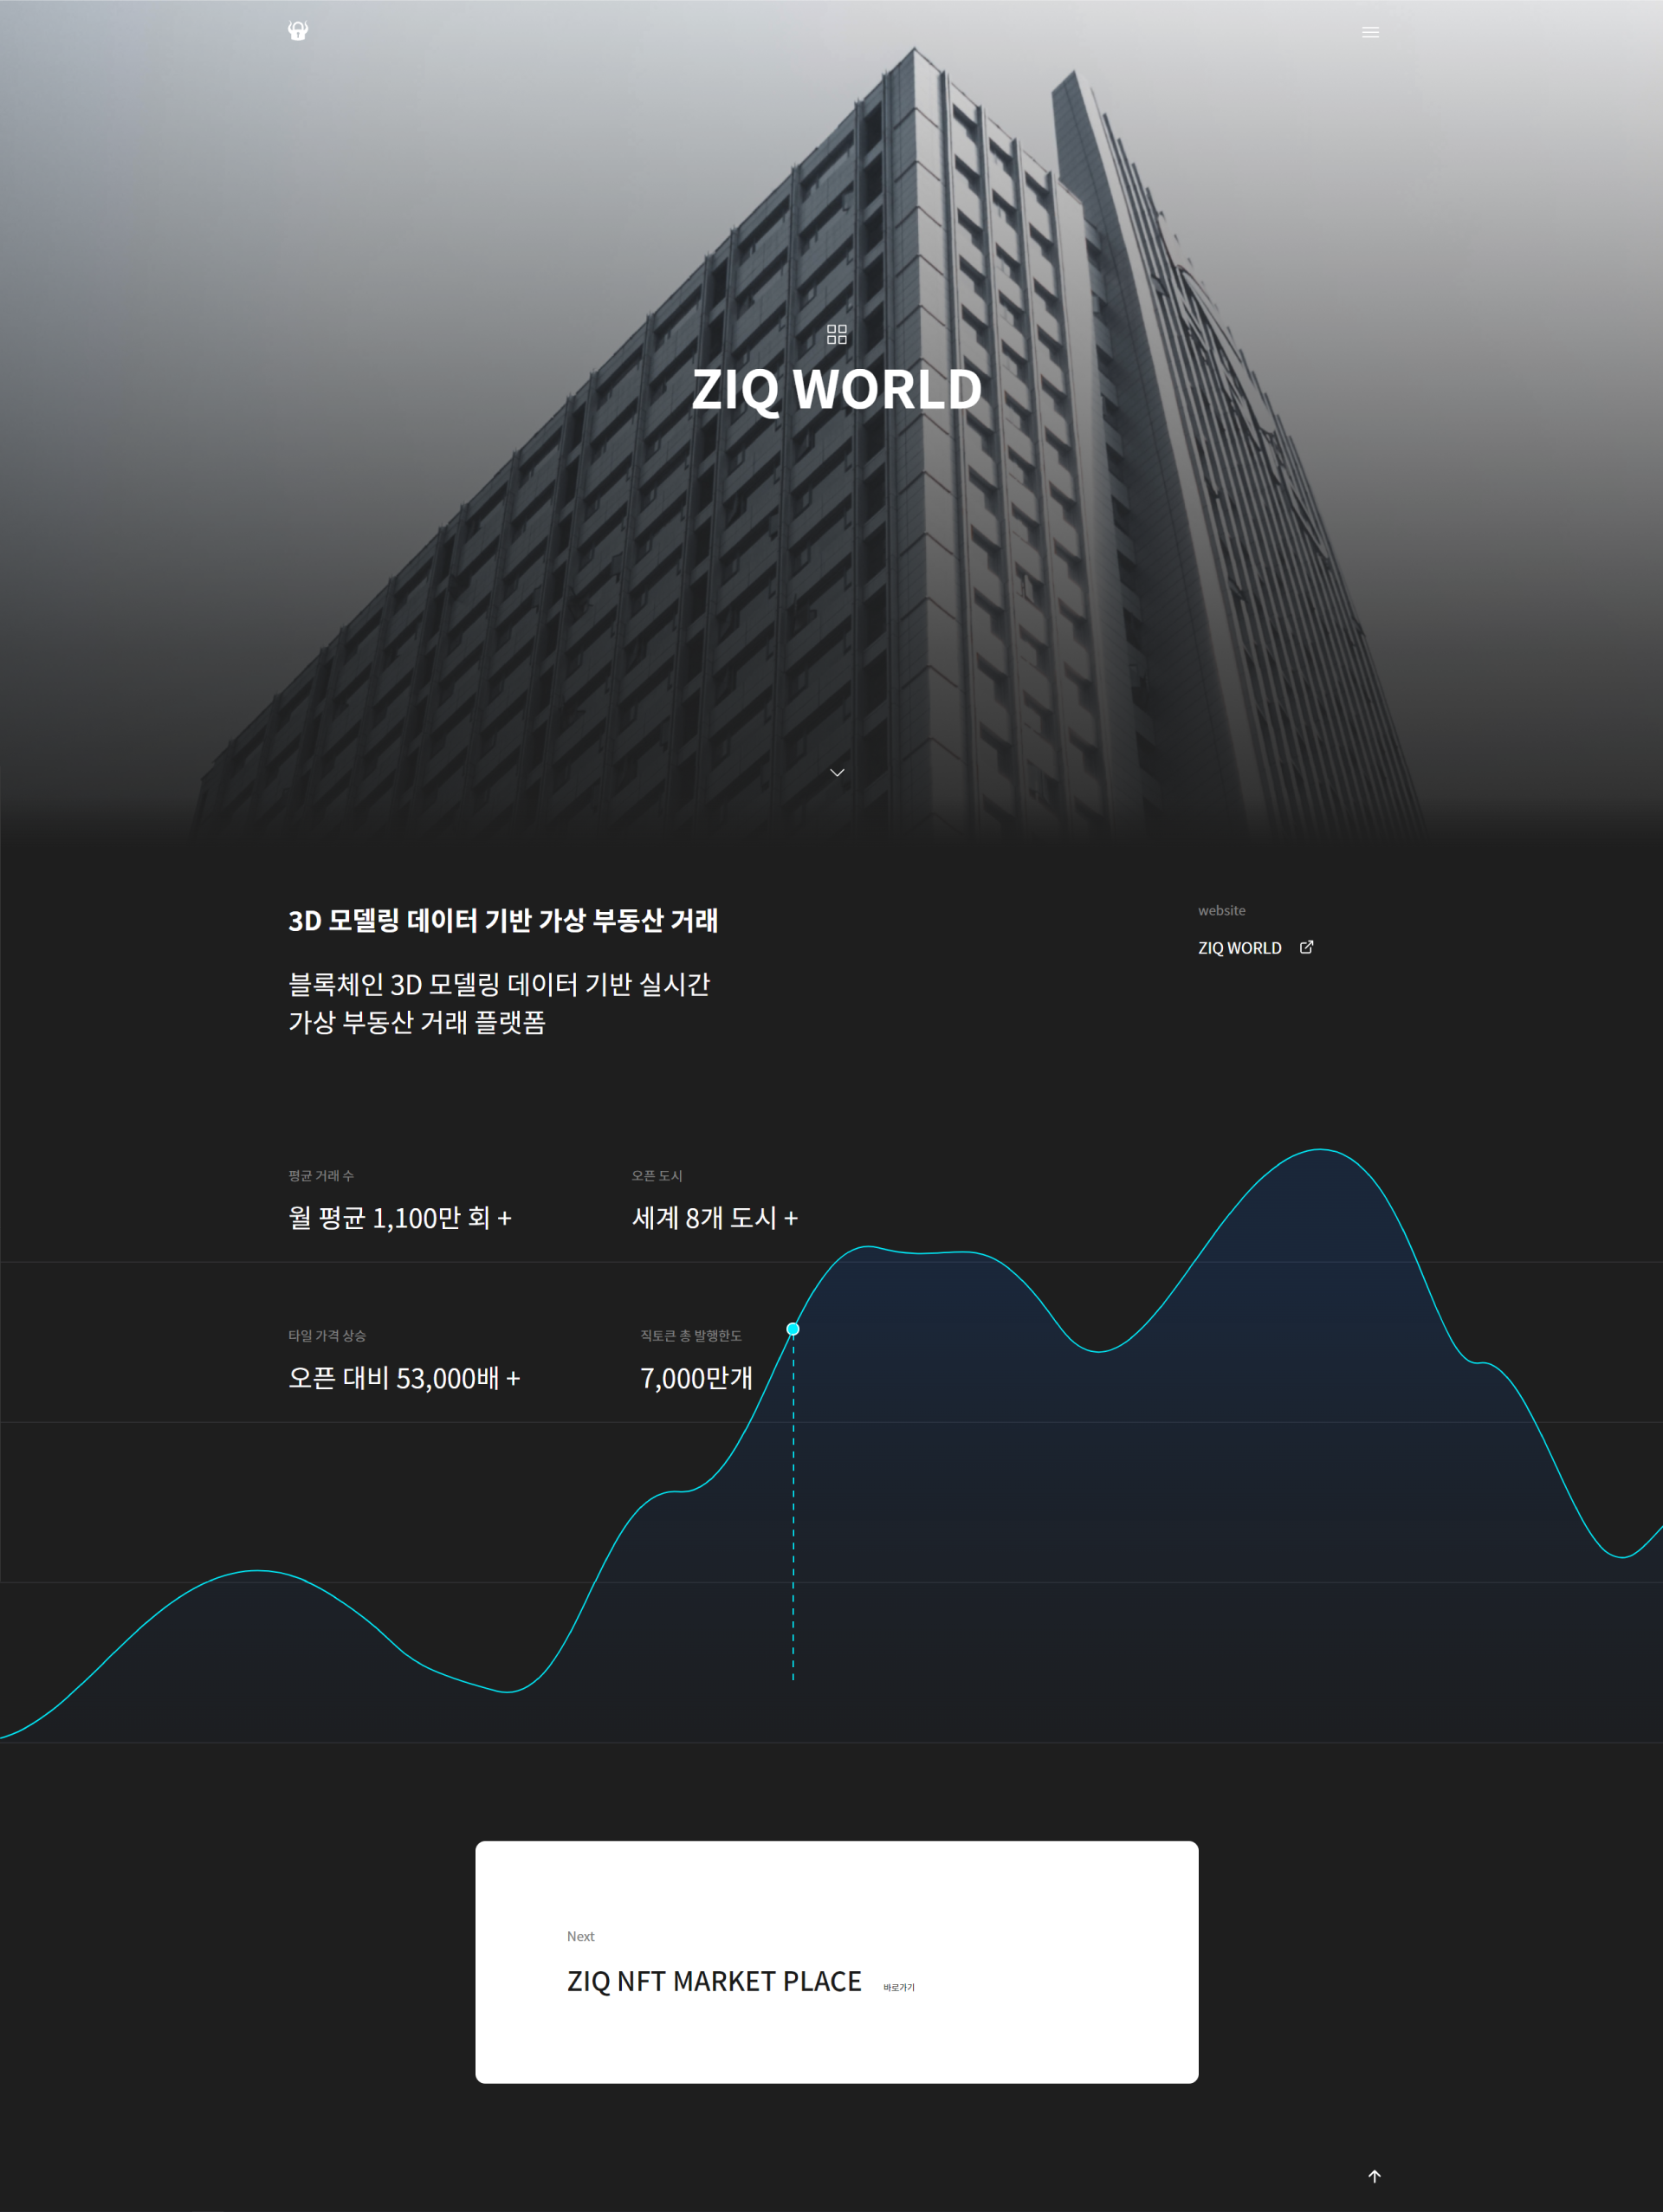 ZIQ WORLD
3D 모델링 데이터 기반 가상 부동산 거래
website
ZIQ WORLD
블록체인 3D 모델링 데이터 기반 실시간
가상 부동산 거래 플랫폼
평균 거래 수
월 평균 1,100만 회 +
오픈 도시
세계 8개 도시 +
타일 가격 상승
오픈 대비 53,000배 +
직토큰 총 발행한도
7,000만개
Next
ZIQ NFT MARKET PLACE 바로가기